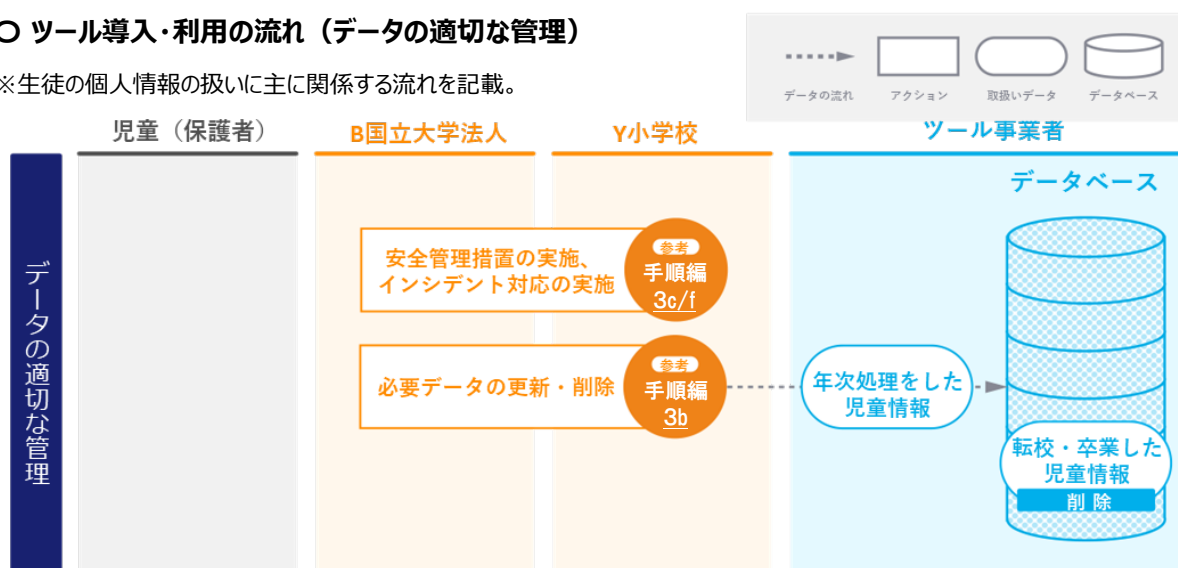 〇 ツール導入・利用の流れ（データの適切な管理）
※生徒の個人情報の扱いに主に関係する流れを記載。
データの流れ
アクション
取扱いデータ
データベース
児童（保護者）
B国立大学法人
Y小学校
ツール事業者
データの適切な管理
データベース
安全管理措置の実施、
インシデント対応の実施
参考
手順編
3c/f
必要データの更新・削除
参考
手順編
3b
年次処理をした
児童情報
転校・卒業した
児童情報
削除